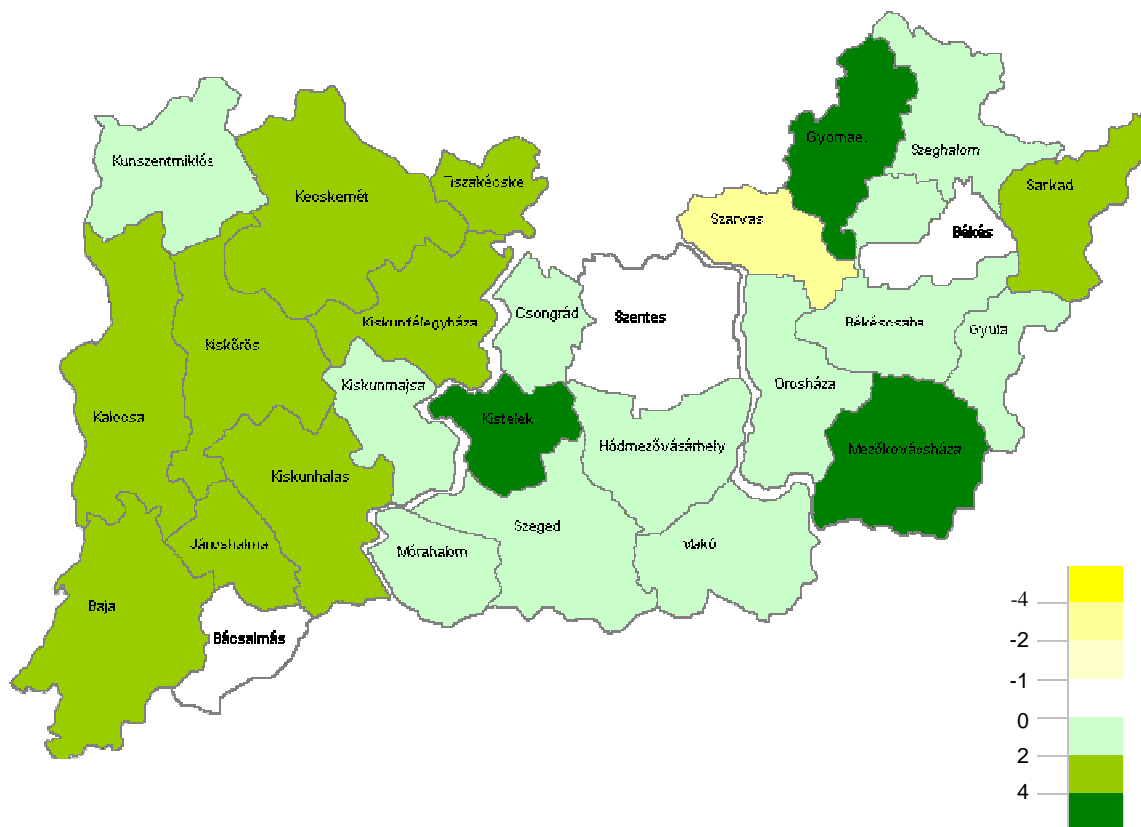 Gyomae.
Kunszentmiklós
Szeghalom
Tiszakécske
Sarkad
Kecskemét
Szarvas
Békés
Csongrád
Szentes
Kiskunfélegyháza
Békéscsaba
Gyula
Kiskőrös
Kiskunmajsa
Orosháza
Kalocsa
Kistelek
Hódmezővásárhely
Mezőkovácsháza
Kiskunhalas
Szeged
Jánoshalma
Mórahalom
Makó
Baja
Bácsalmás
-4
-2
-1
0
2
4